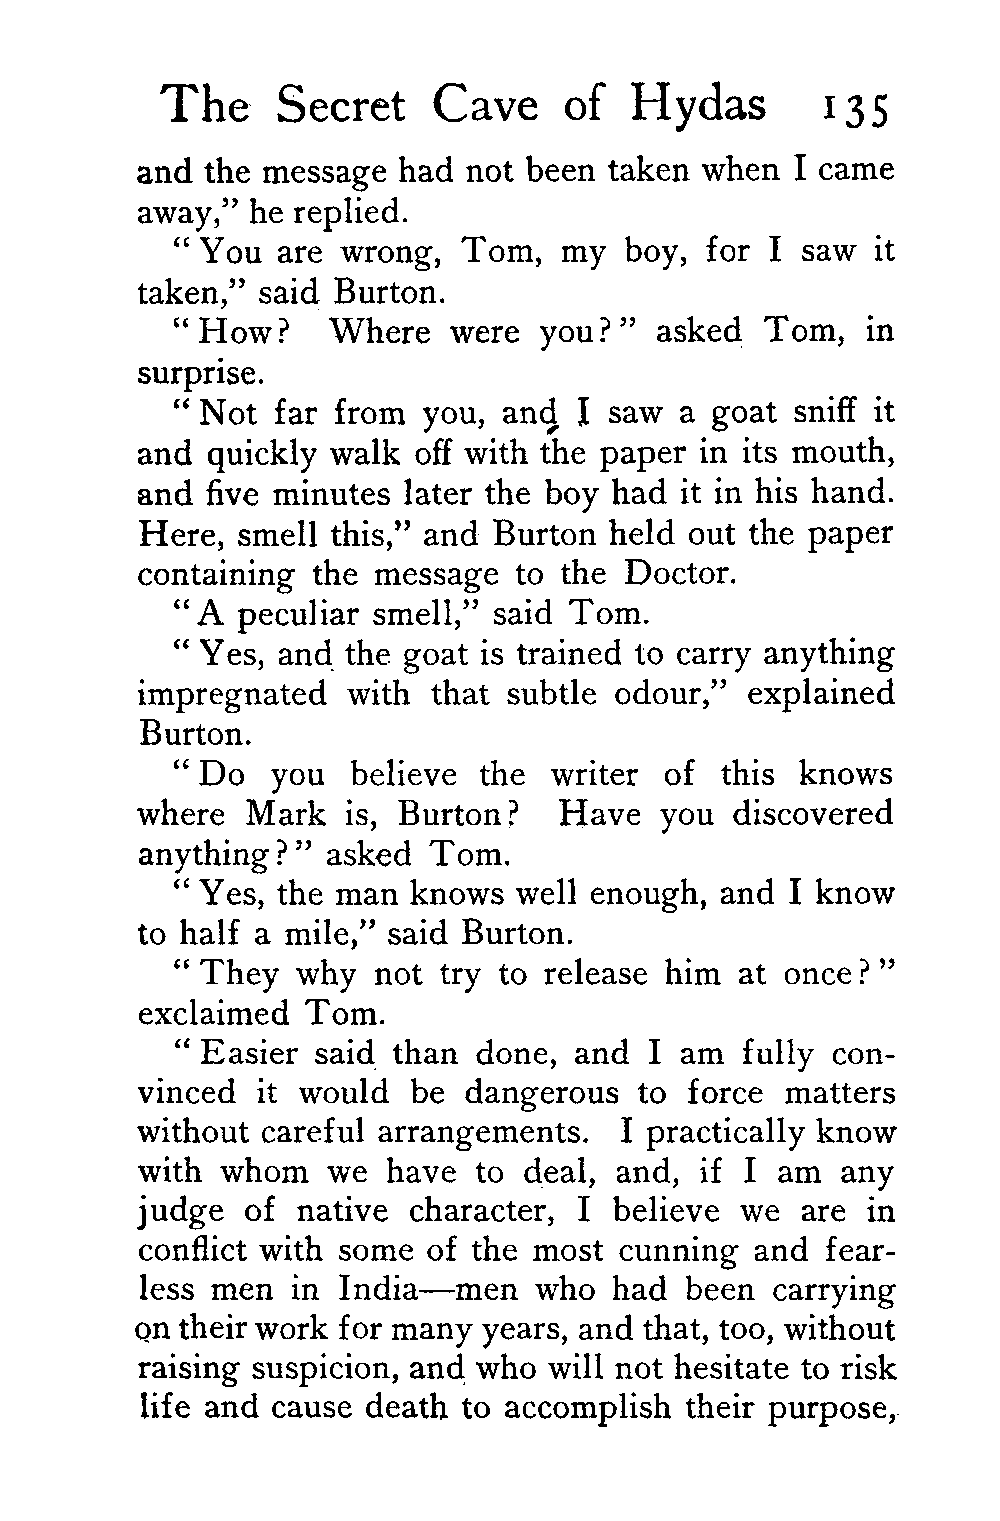 The Secret Cave of Hydas 135
and the message had not been taken when I came
away,” he replied.
“ You are wrong, Tom, my boy, for I saw it
taken,” said Burton.
“ How? Where were you? ” asked Tom, in
surprise.
“ Not far from you, and I saw a goat sniff it
and quickly walk off with the paper in its mouth,
and five minutes later the boy had it in his hand.
Here, smell this,” and Burton held out the paper
containing the message to the Doctor.
“ A peculiar smell,” said Tom.
“ Yes, and the goat is trained to carry anything
impregnated with that subtle odour,” explained
Burton.
“ Do you believe the writer of this knows
where Mark is, Burton? Have you discovered
anything? ” asked Tom.
“ Yes, the man knows well enough, and I know
to half a mile,” said Burton.
“ They why not try to release him at once? ”
exclaimed Tom.
“ Easier said than done, and I am fully con-
vinced it would be dangerous to force matters
without careful arrangements. I practically know
with whom we have to deal, and, if I am any
judge of native character, I believe we are in
conflict with some of the most cunning and fear-
less men in India—men who had been carrying
on their work for many years, and that, too, without
raising suspicion, and who will not hesitate to risk
life and cause death to accomplish their purpose,